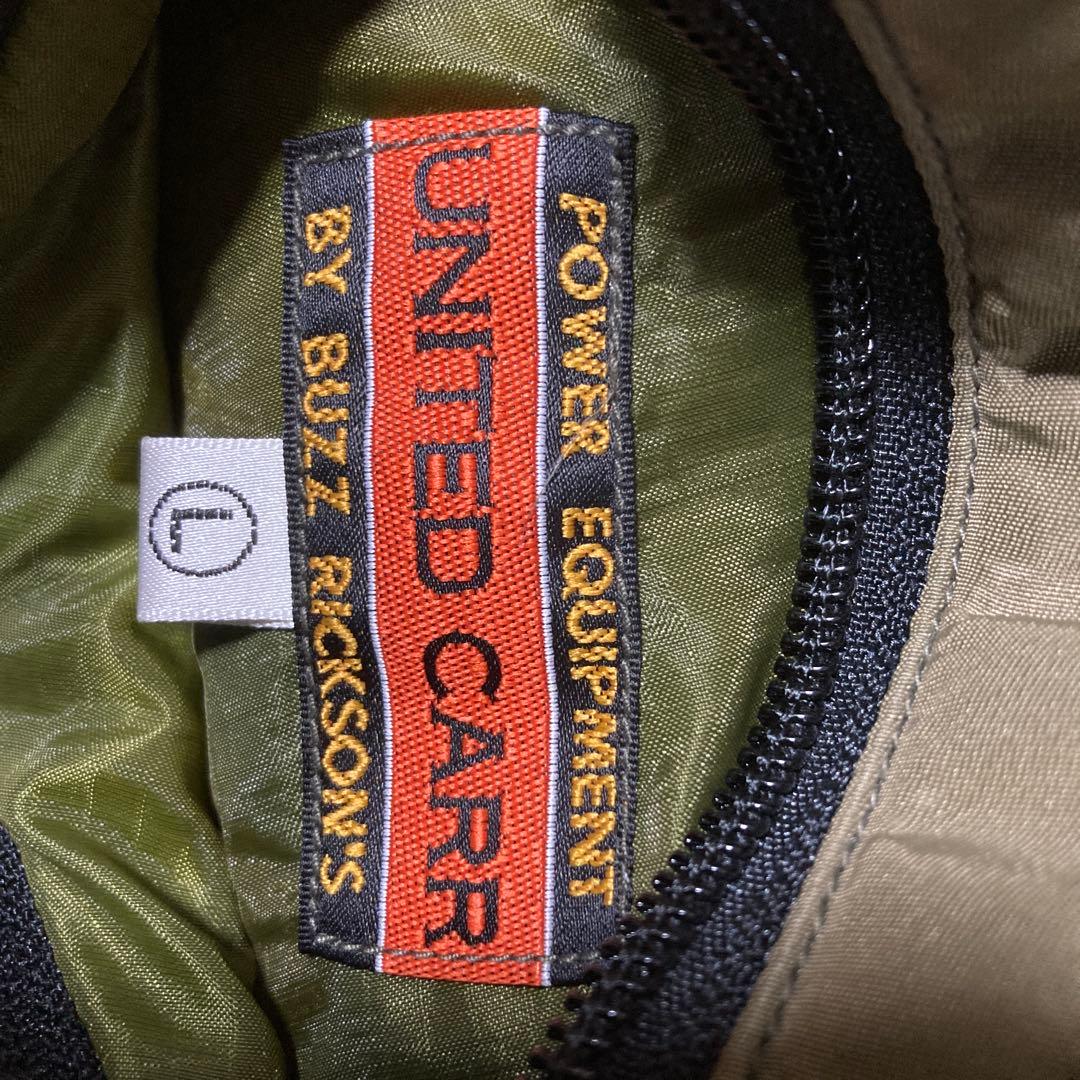 POWER EQUIPMENT
UNITED CARR
BY BUZZ RICKSON'S
L